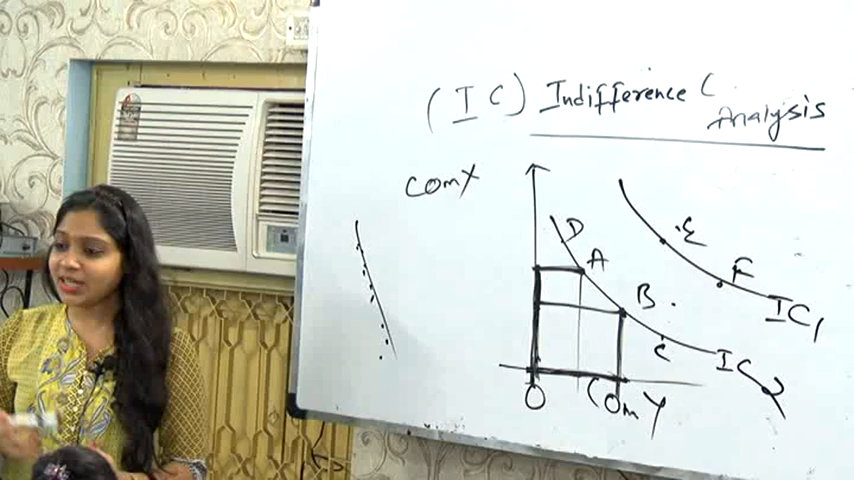 (IC) Indifference C
Analysis
Com X
D
A
E
B
F
C
IC1
IC2
O
Com Y